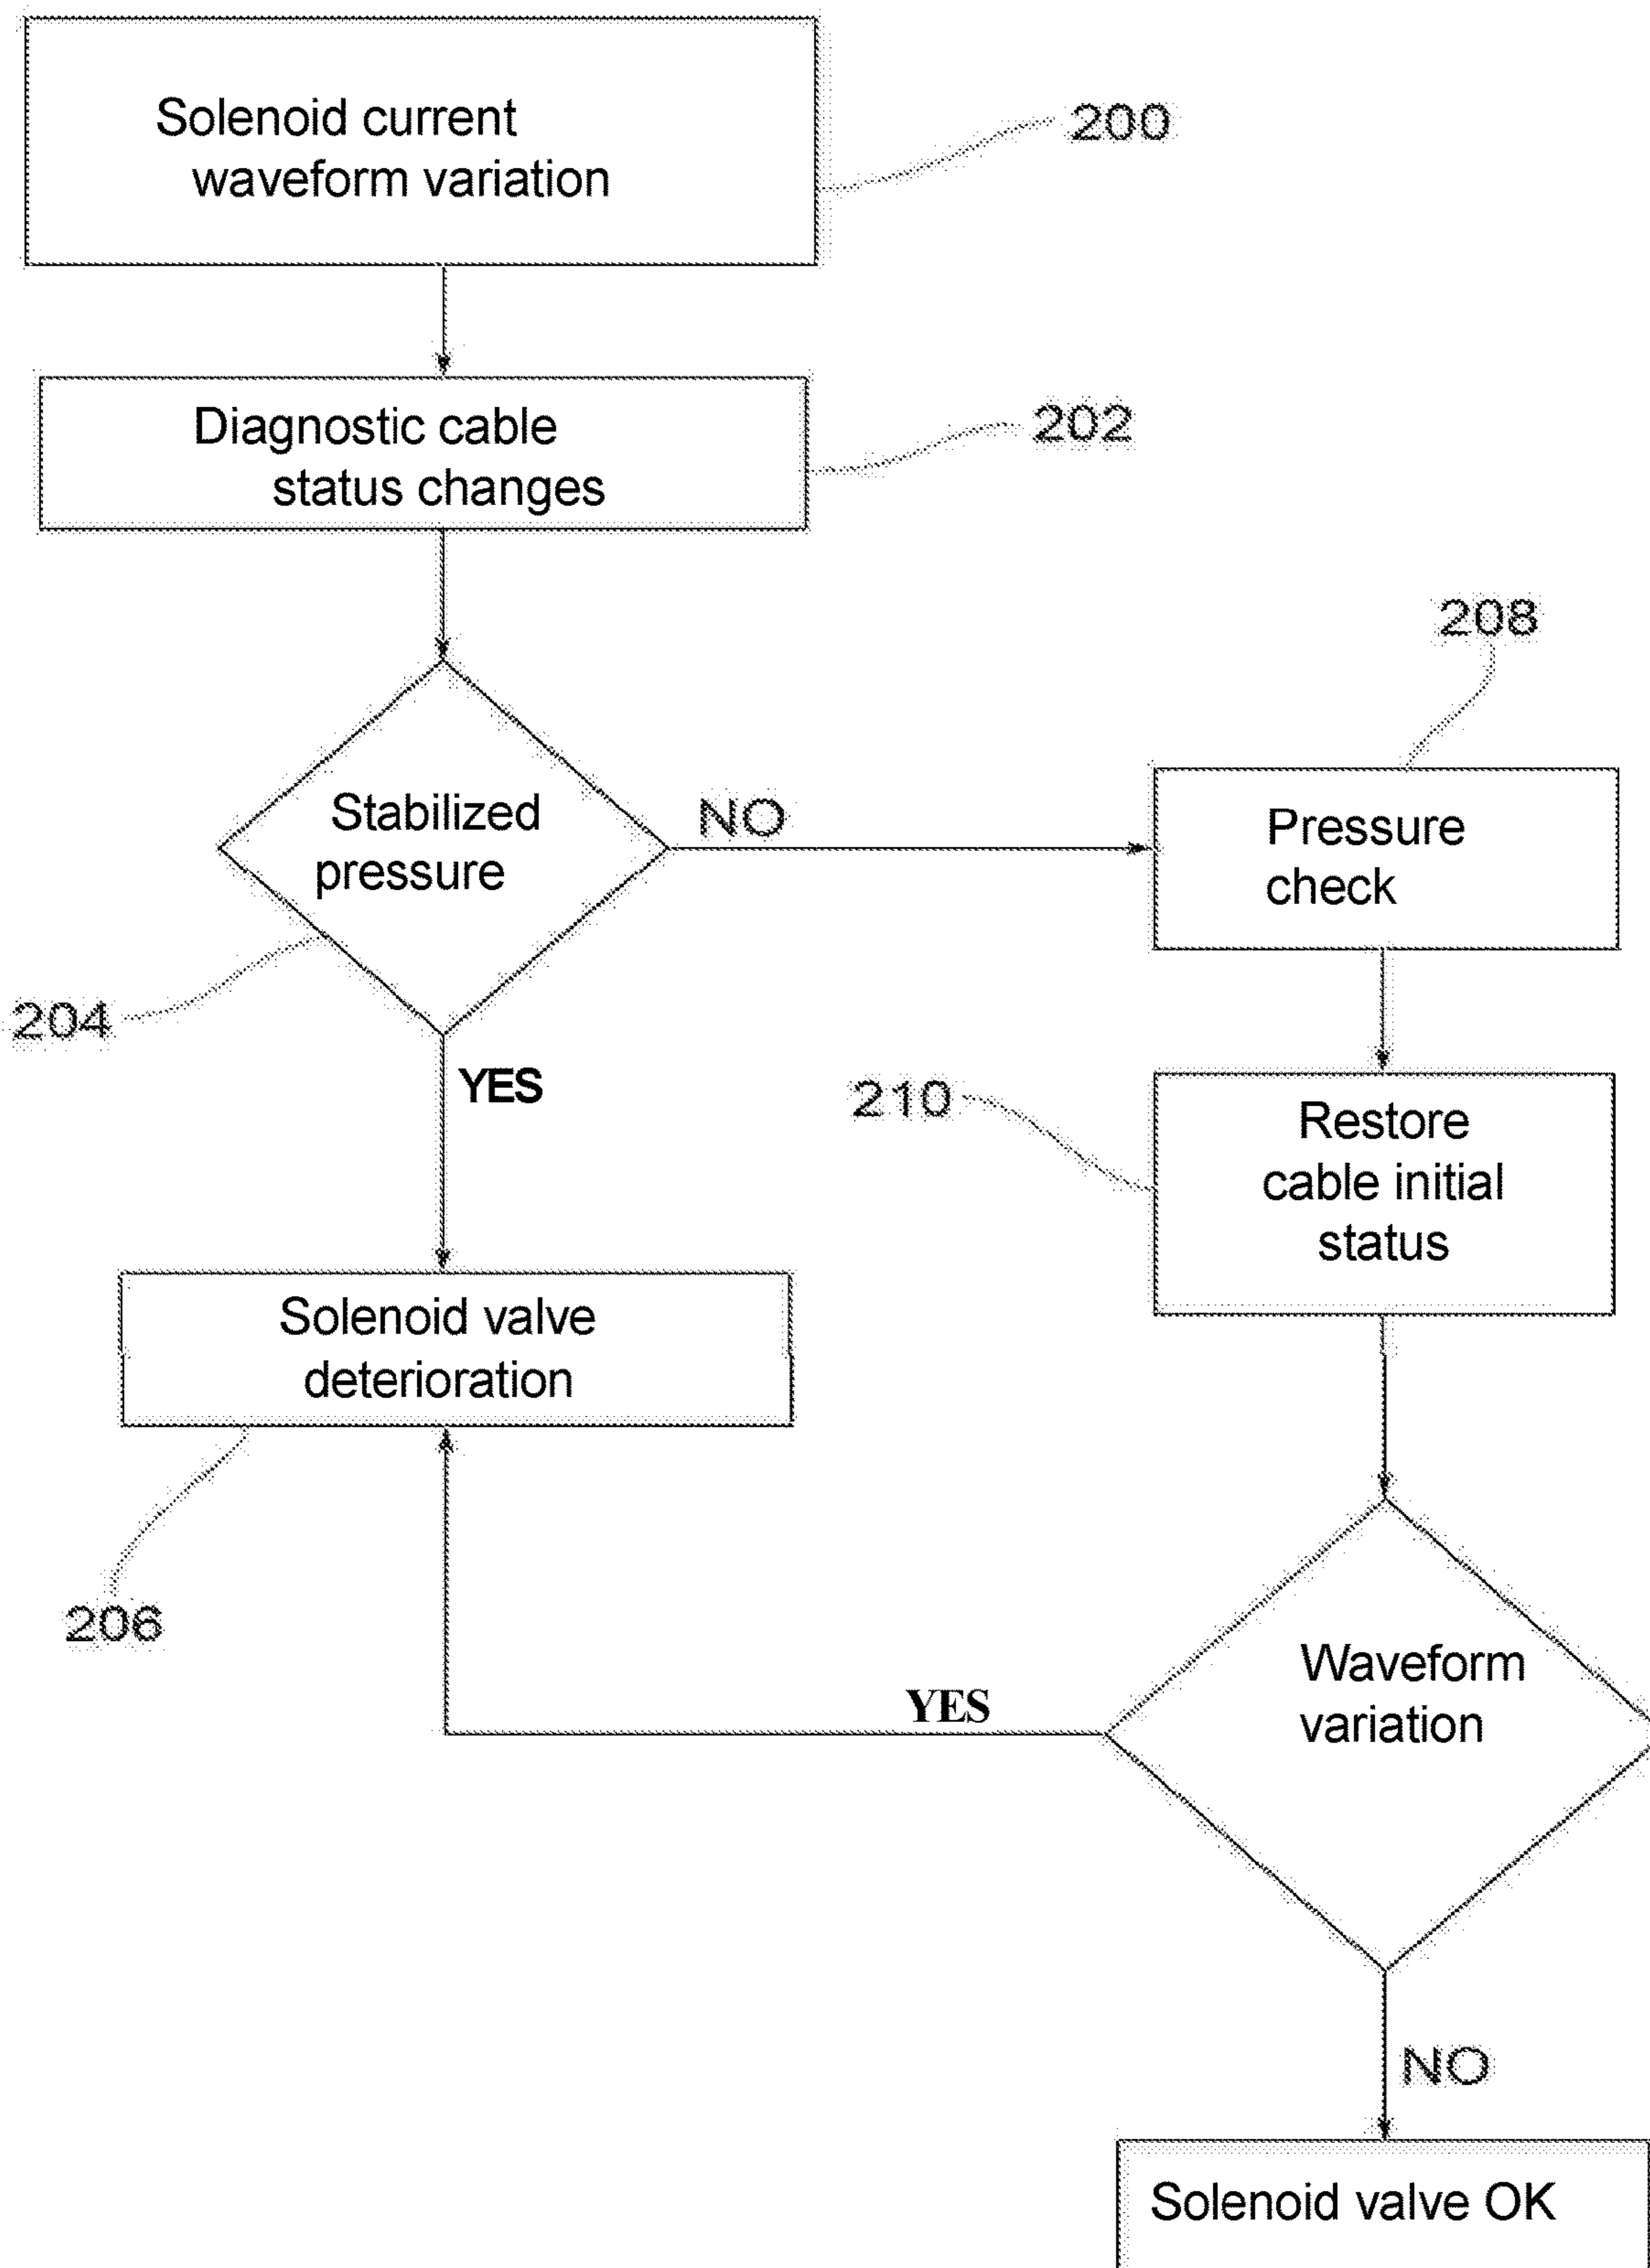 Solenoid current
waveform variation
200
Diagnostic cable
status changes
202
208
Stabilized
pressure
NO
Pressure
check
204
YES
210
Restore
cable initial
status
Solenoid valve
deterioration
206
Waveform
variation
YES
NO
Solenoid valve OK